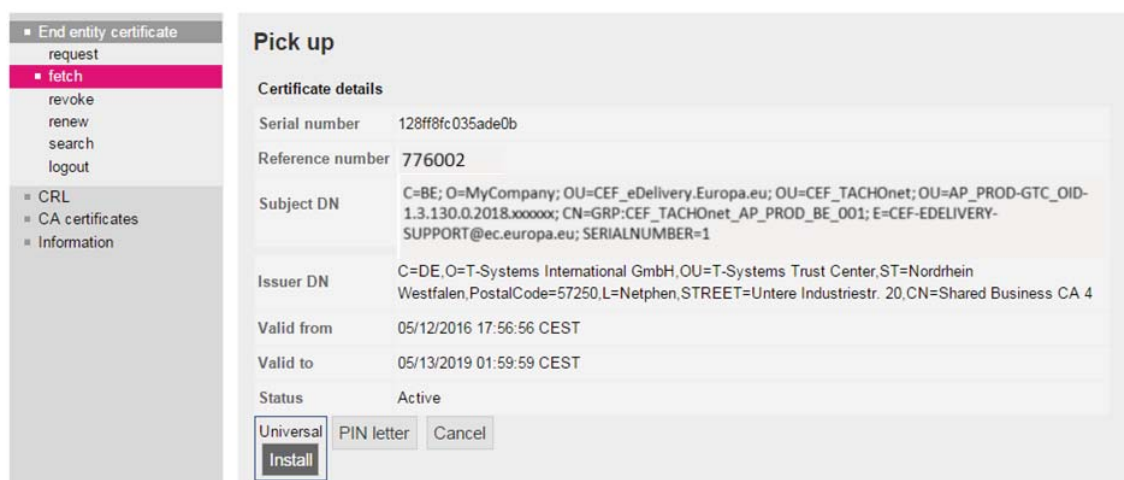 End entity certificate
request
fetch
revoke
renew
search
logout
CRL
CA certificates
Information
Pick up
Certificate details
Serial number 128ff8fc035ade0b
Reference number 776002
Subject DN C=BE; O=MyCompany; OU=CEF_eDelivery.Europa.eu; OU=CEF_TACHOnet; OU=AP_PROD-GTC_OID-
1.3.130.0.2018.xxxxxx; CN=GRP:CEF_TACHOnet_AP_PROD_BE_001; E=CEF-EDELIVERY-
SUPPORT@ec.europa.eu; SERIALNUMBER=1
Issuer DN C=DE,O=T-Systems International GmbH,OU=T-Systems Trust Center,ST=Nordrhein
Westfalen,PostalCode=57250,L=Netphen,STREET=Untere Industriestr. 20,CN=Shared Business CA 4
Valid from 05/12/2016 17:56:56 CEST
Valid to 05/13/2019 01:59:59 CEST
Status Active
Universal PIN letter Cancel
Install